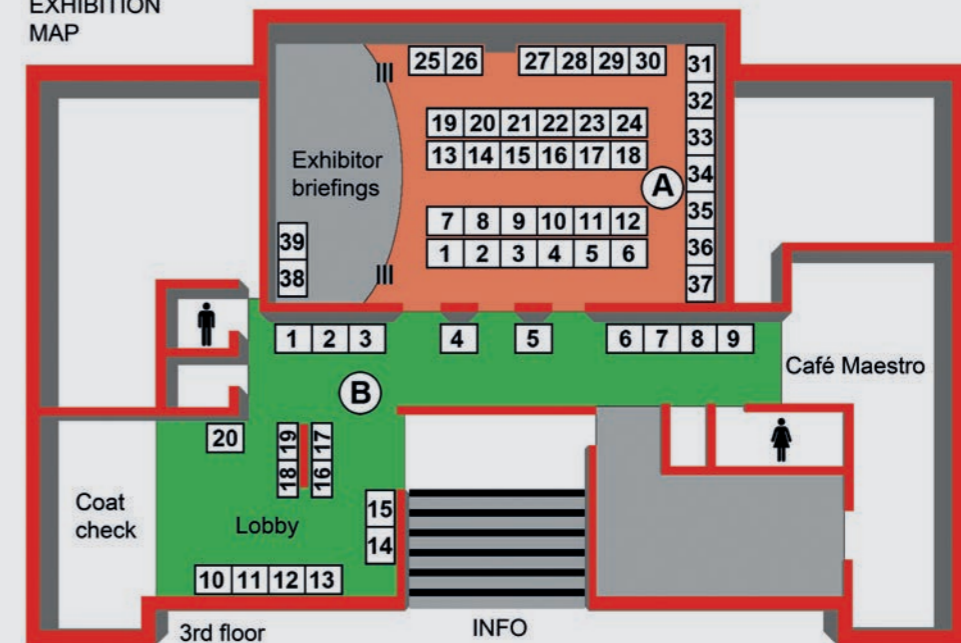 EXHIBITION
MAP
25 26 27 28 29 30 31
32
19 20 21 22 23 24 33
13 14 15 16 17 18
Exhibitor
briefings
34
A
35
7 8 9 10 11 12
1 2 3 4 5 6
36
37
39
38
1 2 3 4 5 6 7 8 9
Café Maestro
B
20 19 17
18 16
Coat
check
Lobby
15
14
10 11 12 13
3rd floor
INFO